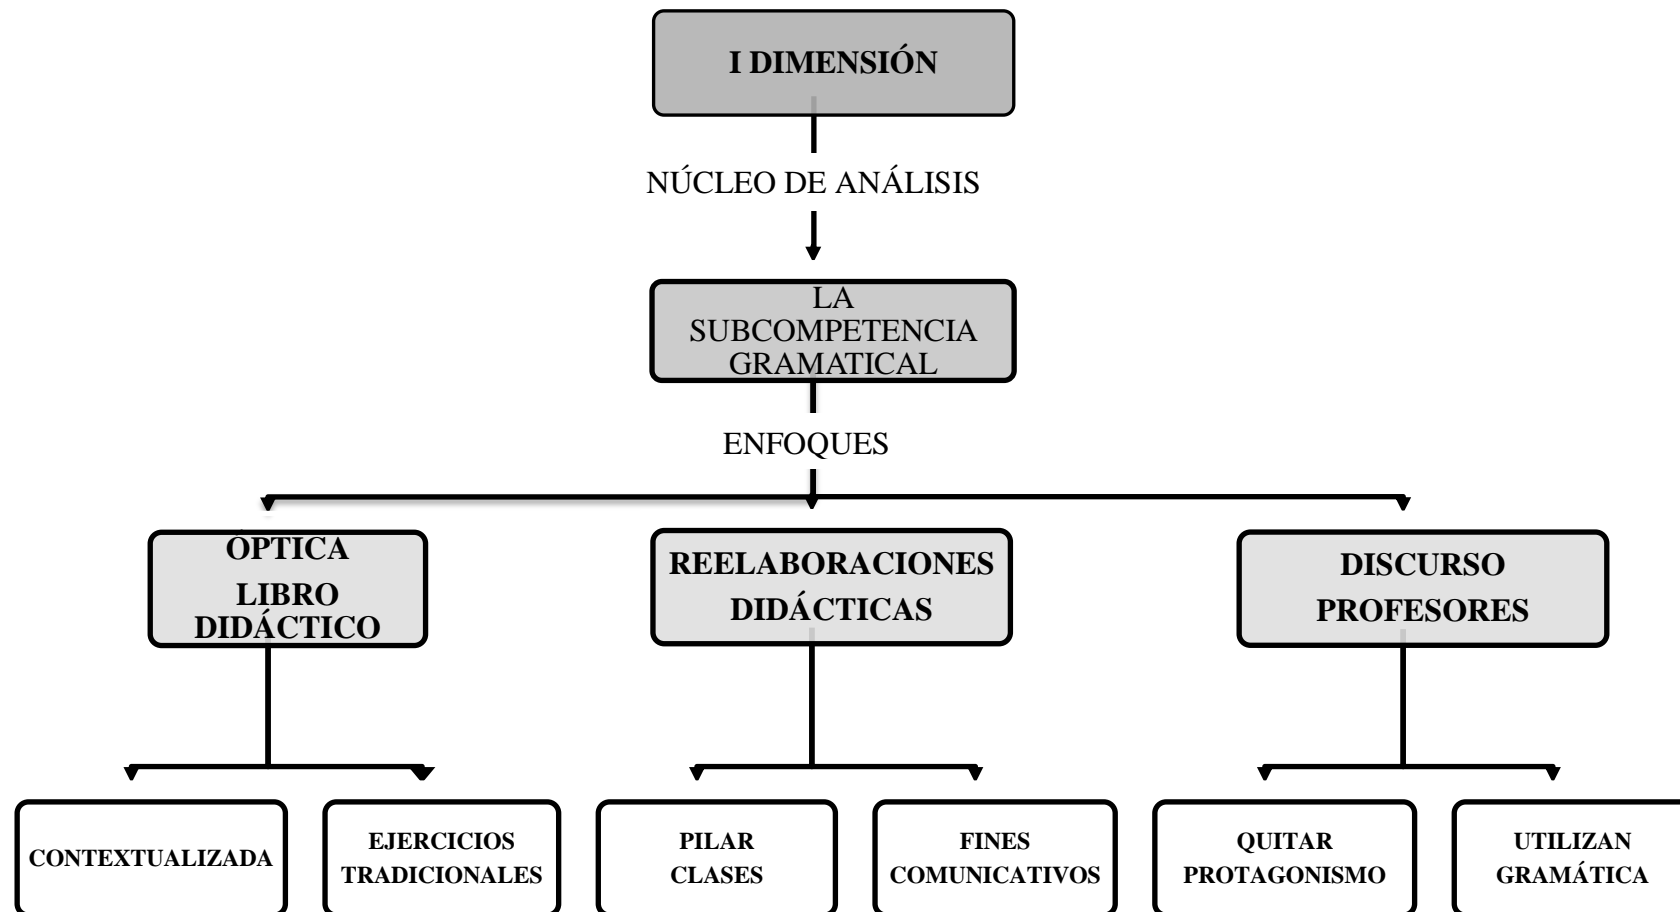 I DIMENSIÓN
NÚCLEO DE ANÁLISIS
LA
SUBCOMPETENCIA
GRAMATICAL
ENFOQUES
ÓPTICA
LIBRO
DIDÁCTICO
REELABORACIONES
DIDÁCTICAS
DISCURSO
PROFESORES
CONTEXTUALIZADA
EJERCICIOS
TRADICIONALES
PILAR
CLASES
FINES
COMUNICATIVOS
QUITAR
PROTAGONISMO
UTILIZAN
GRAMÁTICA